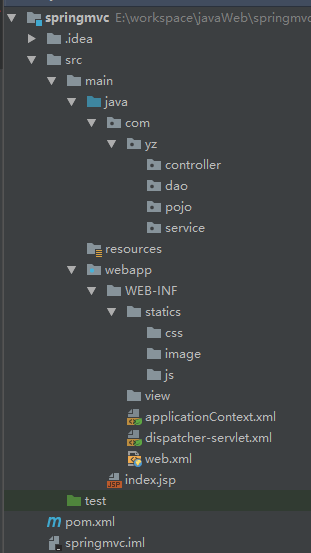 springmvc E:\workspace\javaWeb\springmvc
.idea
src
main
java
com
yz
controller
dao
pojo
service
resources
webapp
WEB-INF
statics
css
image
js
view
applicationContext.xml
dispatcher-servlet.xml
web.xml
JSP index.jsp
test
m pom.xml
springmvc.iml